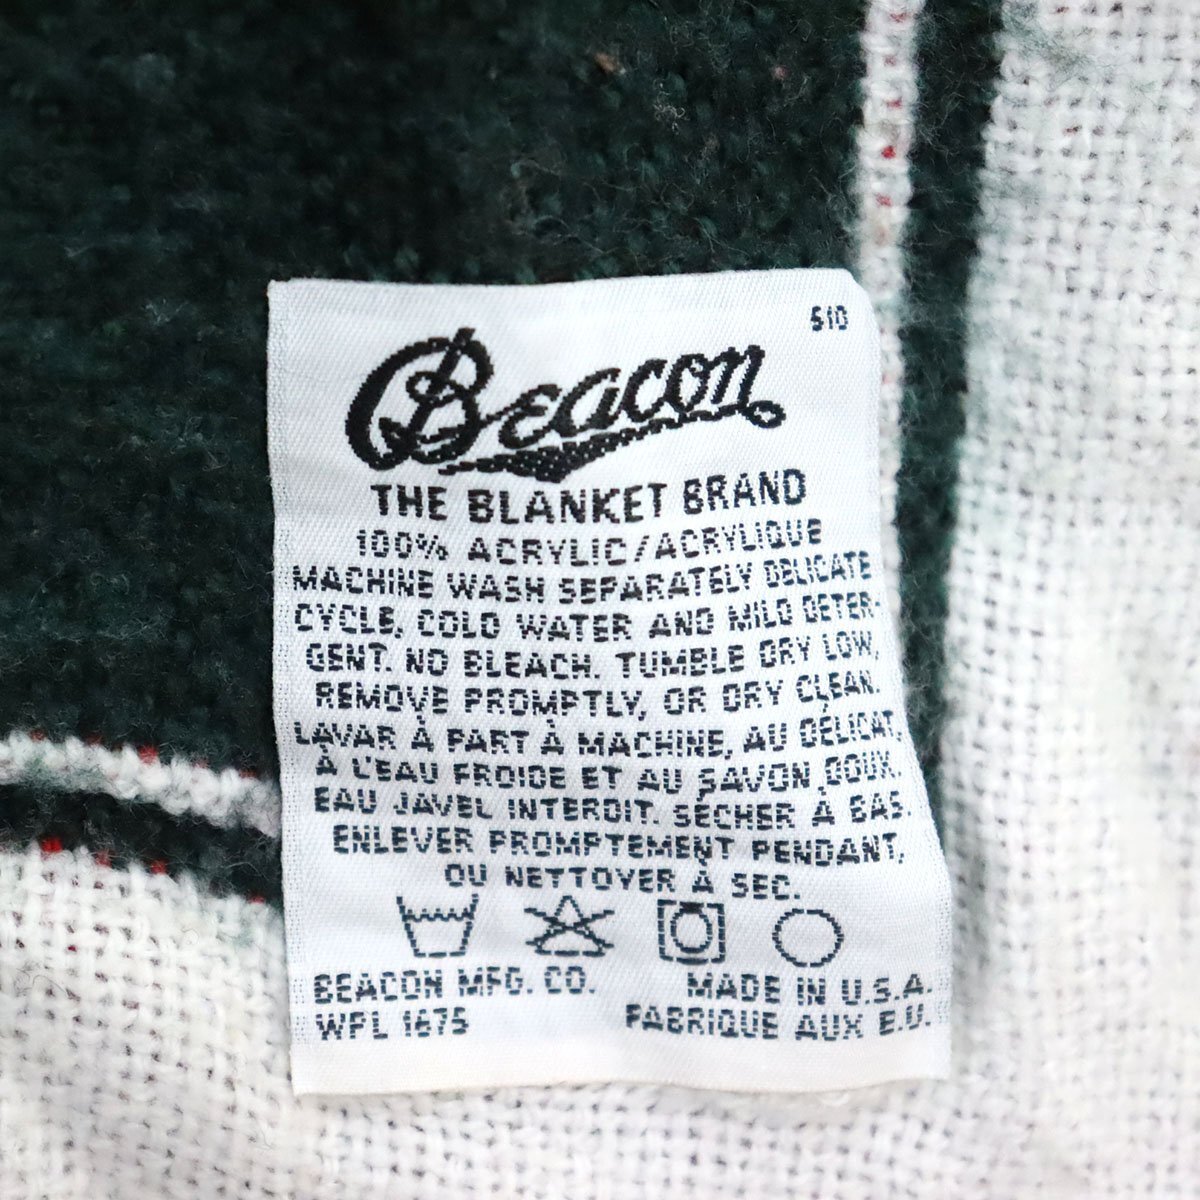 510
Beacon
THE BLANKET BRAND
100% ACRYLIC/ACRYLIQUE
MACHINE WASH SEPARATELY DELICATE
CYCLE, COLD WATER AND MILD DETER-
GENT. NO BLEACH. TUMBLE DRY LOW,
REMOVE PROMPTLY, OR DRY CLEAN.
LAVAR À PART À MACHINE, AU DÉLICAT,
À L'EAU FROIDE ET AU SAVON DOUX.
EAU JAVEL INTERDIT. SÉCHER À BAS.
ENLEVER PROMPTEMENT PENDANT,
OU NETTOYER À SEC.
BEACON MFG. CO. MADE IN U.S.A.
WPL 1675 FABRIQUE AUX E.U.